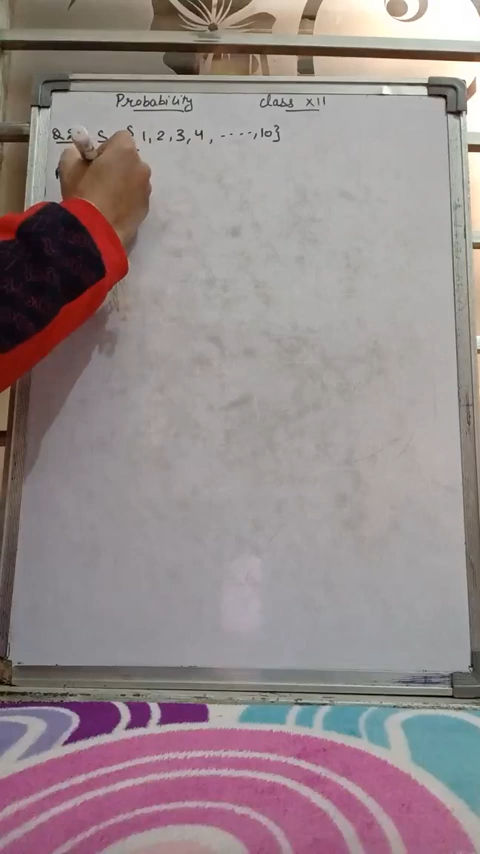 Probability class XII
1, 2, 3, 4, -----, 10}